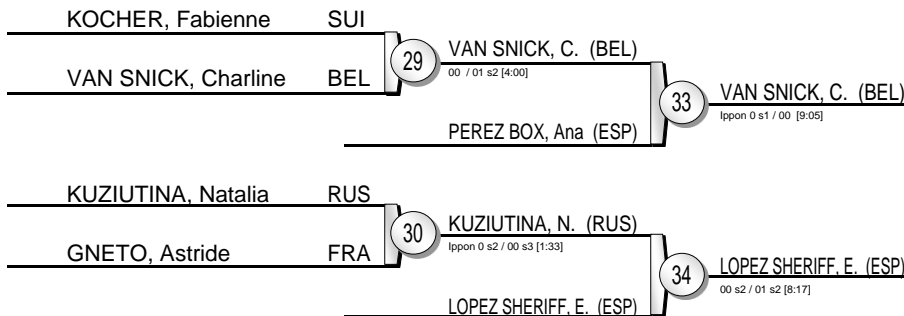 KOCHER, Fabienne SUI
VAN SNICK, Charline BEL
29
VAN SNICK, C. (BEL)
00 / 01 s2 [4:00]
PEREZ BOX, Ana (ESP)
33
VAN SNICK, C. (BEL)
Ippon 0 s1 / 00 [9:05]
KUZIUTINA, Natalia RUS
GNETO, Astride FRA
30
KUZIUTINA, N. (RUS)
Ippon 0 s2 / 00 s3 [1:33]
LOPEZ SHERIFF, E. (ESP)
34
LOPEZ SHERIFF, E. (ESP)
00 s2 / 01 s2 [8:17]